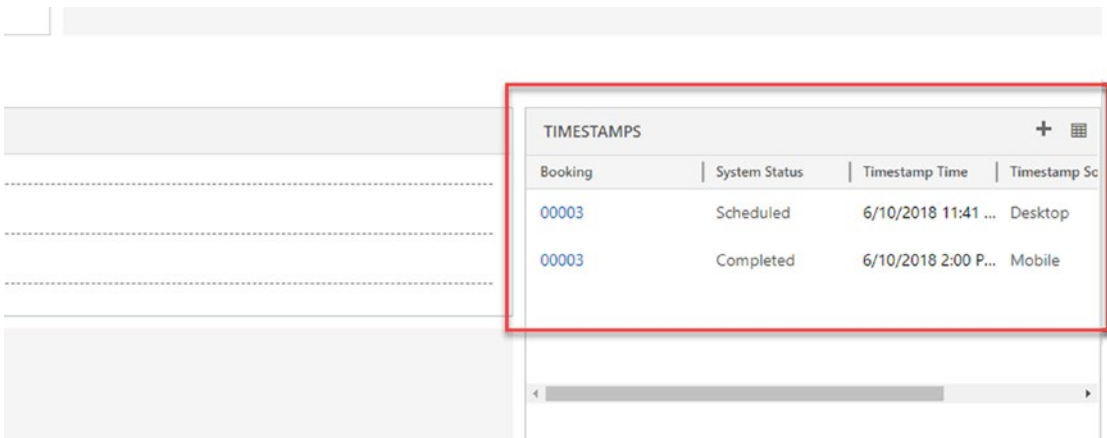 TIMESTAMPS
Booking System Status Timestamp Time Timestamp So
00003 Scheduled 6/10/2018 11:41 ... Desktop
00003 Completed 6/10/2018 2:00 P... Mobile